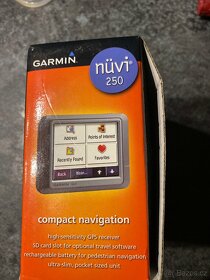 GARMIN
nüvi
250
Address
Points of Interest
Recently Found
Favorites
Back
compact navigation
high-sensitivity GPS receiver
SD card slot for optional travel software
rechargeable battery for pedestrian navigation
ultra-slim, pocket sized unit